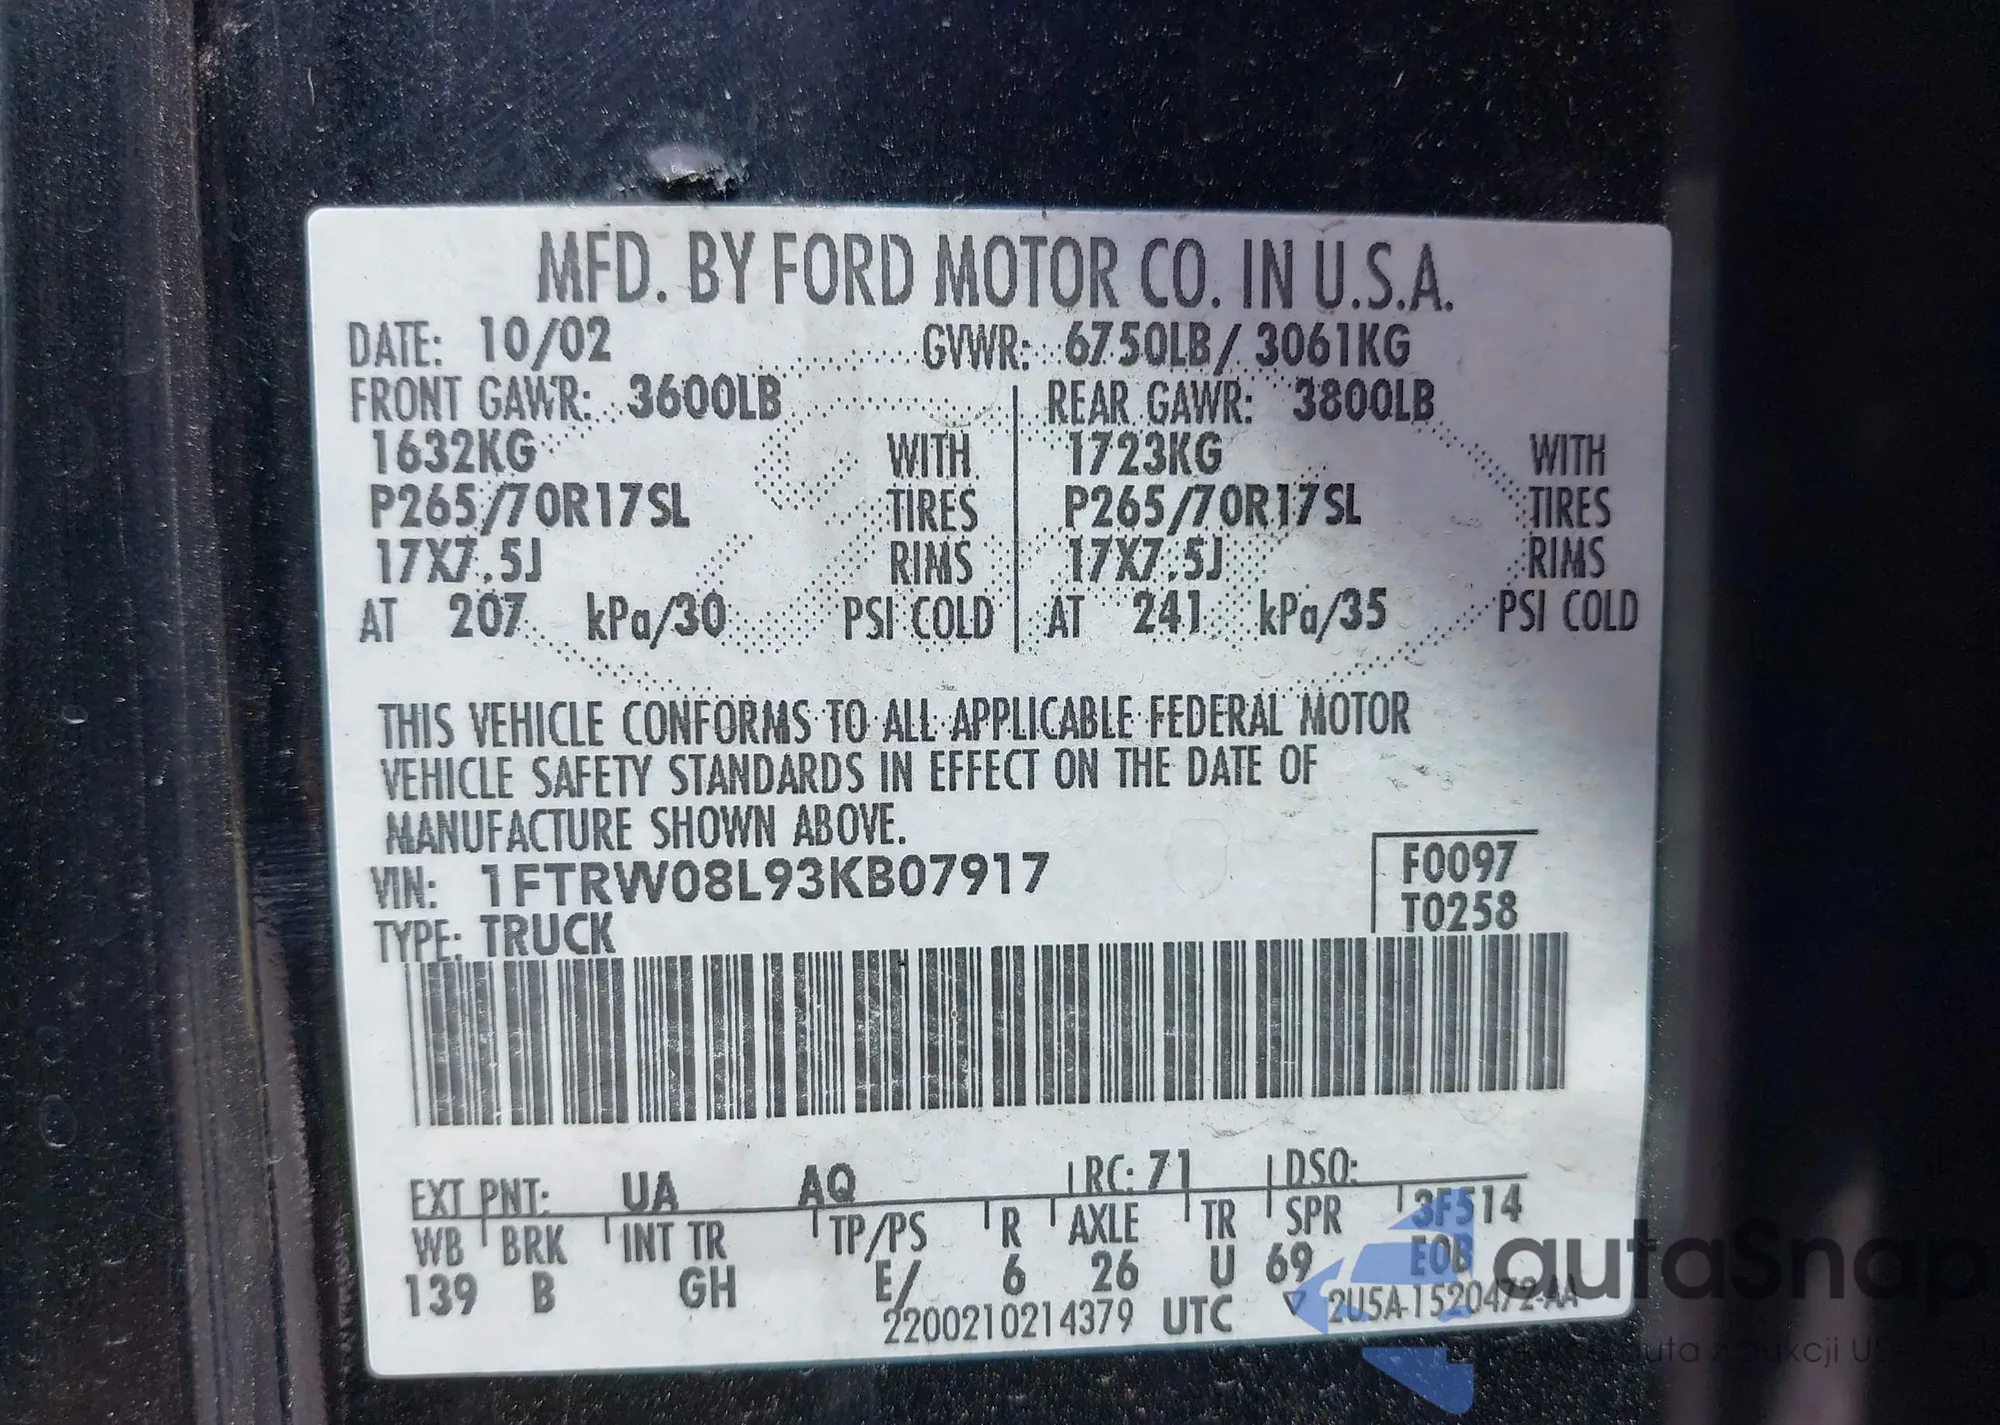 MFD. BY FORD MOTOR CO. IN U.S.A.
DATE: 10/02 GVWR: 6750LB/ 3061KG
FRONT GAWR: 3600LB REAR GAWR: 3800LB
1632KG WITH 1723KG WITH
P265/70R17SL TIRES P265/70R17SL TIRES
17X7.5J RIMS 17X7.5J RIMS
AT 207 kPa/30 PSI COLD AT 241 kPa/35 PSI COLD
THIS VEHICLE CONFORMS TO ALL APPLICABLE FEDERAL MOTOR
VEHICLE SAFETY STANDARDS IN EFFECT ON THE DATE OF
MANUFACTURE SHOWN ABOVE.
VIN: 1FTRW08L93KB07917 F0097
TYPE: TRUCK T0258
EXT PNT: UA AQ RC: 71 DSO:
WB BRK INT TR TP/PS R AXLE TR SPR 3F514
139 B GH E/ 6 26 U 69 EOB
2200210214379 UTC ▽ 2U5A-1520472-AA
autaSnap
auta z aukcji